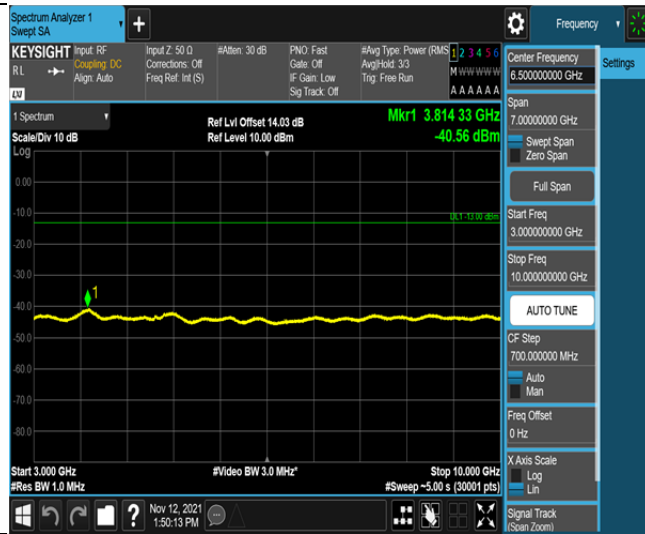 Spectrum Analyzer 1
Swept SA
Frequency
KEYSIGHT
RL
LXI
Input: RF
Coupling: DC
Align: Auto
Input Z: 50 Ω
Corrections: Off
Freq Ref: Int (S)
#Atten: 30 dB
PNO: Fast
Gate: Off
IF Gain: Low
Sig Track: Off
#Avg Type: Power (RMS
Avg|Hold: 3/3
Trig: Free Run
1 2 3 4 5 6
M W W W W W
A A A A A A
1 Spectrum
Scale/Div 10 dB
Log
Ref Lvl Offset 14.03 dB
Ref Level 10.00 dBm
Mkr1 3.814 33 GHz
-40.56 dBm
0.00
-10.0
DL1 -13.00 dBm
-20.0
-30.0
1
-40.0
-50.0
-60.0
-70.0
-80.0
Start 3.000 GHz
#Res BW 1.0 MHz
#Video BW 3.0 MHz*
Stop 10.000 GHz
#Sweep ~5.00 s (30001 pts)
Nov 12, 2021
1:50:13 PM
?
Center Frequency
6.500000000 GHz
Settings
Span
7.00000000 GHz
Swept Span
Zero Span
Full Span
Start Freq
3.000000000 GHz
Stop Freq
10.000000000 GHz
AUTO TUNE
CF Step
700.000000 MHz
Auto
Man
Freq Offset
0 Hz
X Axis Scale
Log
Lin
Signal Track
(Span Zoom)